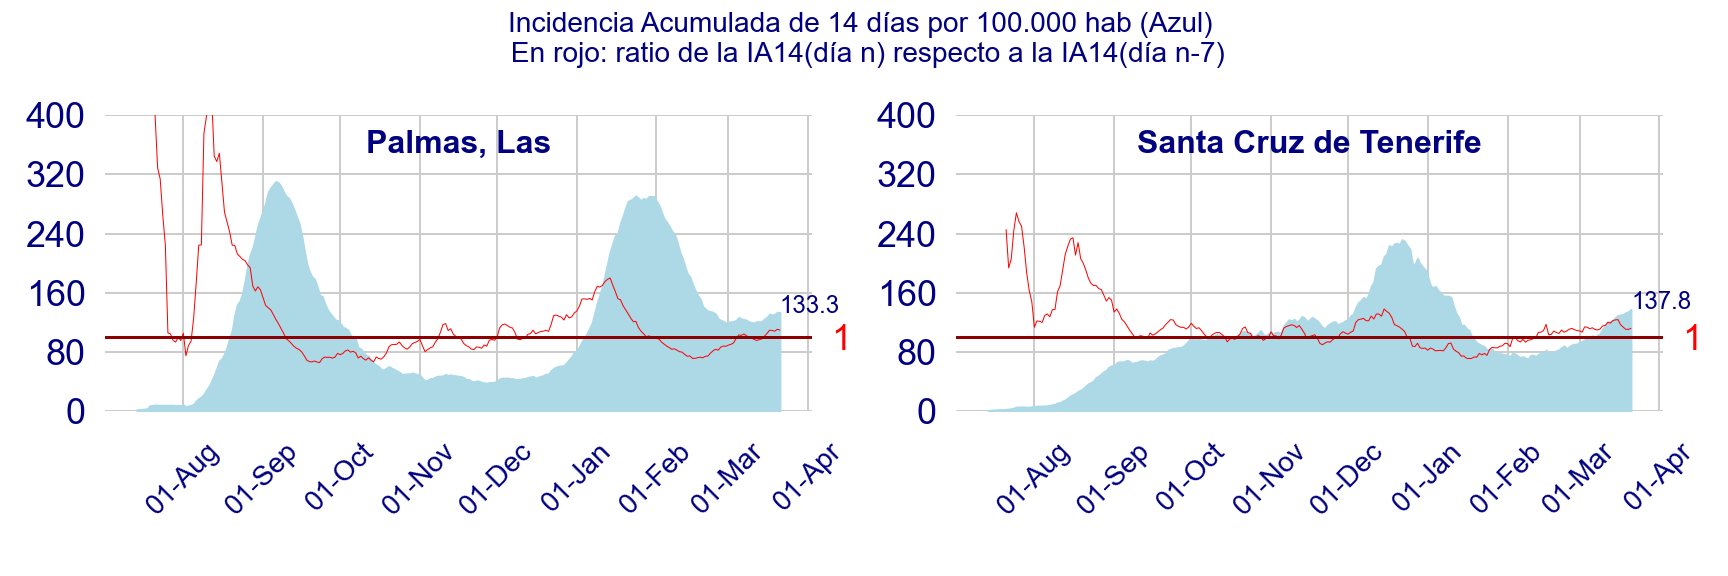 Incidencia Acumulada de 14 días por 100.000 hab (Azul)
En rojo: ratio de la IA14(día n) respecto a la IA14(día n-7)
Palmas, Las
400
320
240
160
80
0
133.3
1
01-Aug
01-Sep
01-Oct
01-Nov
01-Dec
01-Jan
01-Feb
01-Mar
01-Apr
Santa Cruz de Tenerife
400
320
240
160
80
0
137.8
1
01-Aug
01-Sep
01-Oct
01-Nov
01-Dec
01-Jan
01-Feb
01-Mar
01-Apr